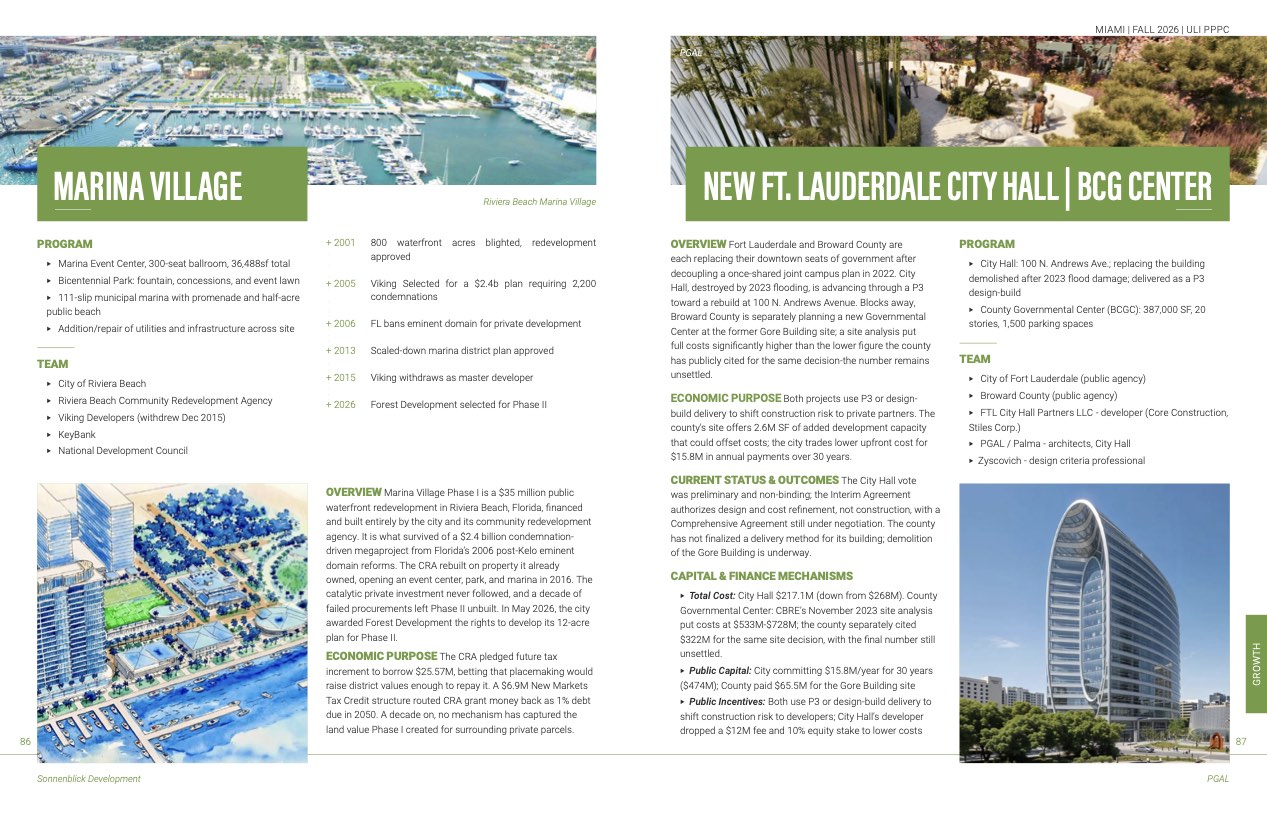 MARINA VILLAGE
Riviera Beach Marina Village
PROGRAM
▸ Marina Event Center, 300-seat ballroom, 36,488sf total
▸ Bicentennial Park: fountain, concessions, and event lawn
▸ 111-slip municipal marina with promenade and half-acre
public beach
▸ Addition/repair of utilities and infrastructure across site
TEAM
▸ City of Riviera Beach
▸ Riviera Beach Community Redevelopment Agency
▸ Viking Developers (withdrew Dec 2015)
▸ KeyBank
▸ National Development Council
+ 2001 800 waterfront acres blighted, redevelopment
approved
+ 2005 Viking Selected for a $2.4b plan requiring 2,200
condemnations
+ 2006 FL bans eminent domain for private development
+ 2013 Scaled-down marina district plan approved
+ 2015 Viking withdraws as master developer
+ 2026 Forest Development selected for Phase II
OVERVIEW Marina Village Phase I is a $35 million public
waterfront redevelopment in Riviera Beach, Florida, financed
and built entirely by the city and its community redevelopment
agency. It is what survived of a $2.4 billion condemnation-
driven megaproject from Florida's 2006 post-Kelo eminent
domain reforms. The CRA rebuilt on property it already
owned, opening an event center, park, and marina in 2016. The
catalytic private investment never followed, and a decade of
failed procurements left Phase II unbuilt. In May 2026, the city
awarded Forest Development the rights to develop its 12-acre
plan for Phase II.
ECONOMIC PURPOSE The CRA pledged future tax
increment to borrow $25.57M, betting that placemaking would
raise district values enough to repay it. A $6.9M New Markets
Tax Credit structure routed CRA grant money back as 1% debt
due in 2050. A decade on, no mechanism has captured the
land value Phase I created for surrounding private parcels.
86
Sonnenblick Development
MIAMI | FALL 2026 | ULI PPPC
PGAL
NEW FT. LAUDERDALE CITY HALL | BCG CENTER
OVERVIEW Fort Lauderdale and Broward County are
each replacing their downtown seats of government after
decoupling a once-shared joint campus plan in 2022. City
Hall, destroyed by 2023 flooding, is advancing through a P3
toward a rebuild at 100 N. Andrews Avenue. Blocks away,
Broward County is separately planning a new Governmental
Center at the former Gore Building site; a site analysis put
full costs significantly higher than the lower figure the county
has publicly cited for the same decision-the number remains
unsettled.
ECONOMIC PURPOSE Both projects use P3 or design-
build delivery to shift construction risk to private partners. The
county's site offers 2.6M SF of added development capacity
that could offset costs; the city trades lower upfront cost for
$15.8M in annual payments over 30 years.
CURRENT STATUS & OUTCOMES The City Hall vote
was preliminary and non-binding; the Interim Agreement
authorizes design and cost refinement, not construction, with a
Comprehensive Agreement still under negotiation. The county
has not finalized a delivery method for its building; demolition
of the Gore Building is underway.
CAPITAL & FINANCE MECHANISMS
▸ Total Cost: City Hall $217.1M (down from $268M). County
Governmental Center: CBRE's November 2023 site analysis
put costs at $533M-$728M; the county separately cited
$322M for the same site decision, with the final number still
unsettled.
▸ Public Capital: City committing $15.8M/year for 30 years
($474M); County paid $65.5M for the Gore Building site
▸ Public Incentives: Both use P3 or design-build delivery to
shift construction risk to developers; City Hall's developer
dropped a $12M fee and 10% equity stake to lower costs
PROGRAM
▸ City Hall: 100 N. Andrews Ave.; replacing the building
demolished after 2023 flood damage; delivered as a P3
design-build
▸ County Governmental Center (BCGC): 387,000 SF, 20
stories, 1,500 parking spaces
TEAM
▸ City of Fort Lauderdale (public agency)
▸ Broward County (public agency)
▸ FTL City Hall Partners LLC - developer (Core Construction,
Stiles Corp.)
▸ PGAL / Palma - architects, City Hall
▸ Zyscovich - design criteria professional
GROWTH
87
PGAL